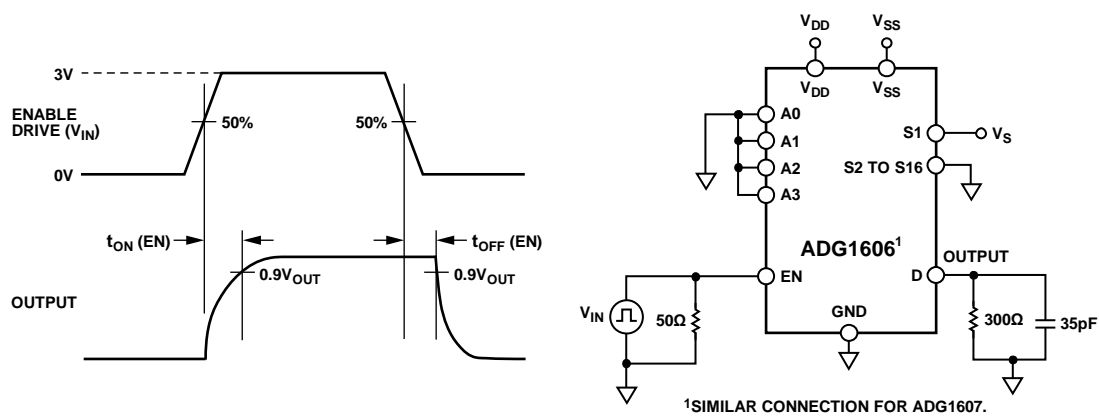 3V
ENABLE
DRIVE (VIN)
50%
50%
0V
tON (EN)
tOFF (EN)
0.9VOUT
0.9VOUT
OUTPUT
VDD
VSS
VDD
VSS
A0
A1
A2
A3
S1
VS
S2 TO S16
ADG1606¹
OUTPUT
EN
D
VIN
50Ω
GND
300Ω
35pF
¹SIMILAR CONNECTION FOR ADG1607.